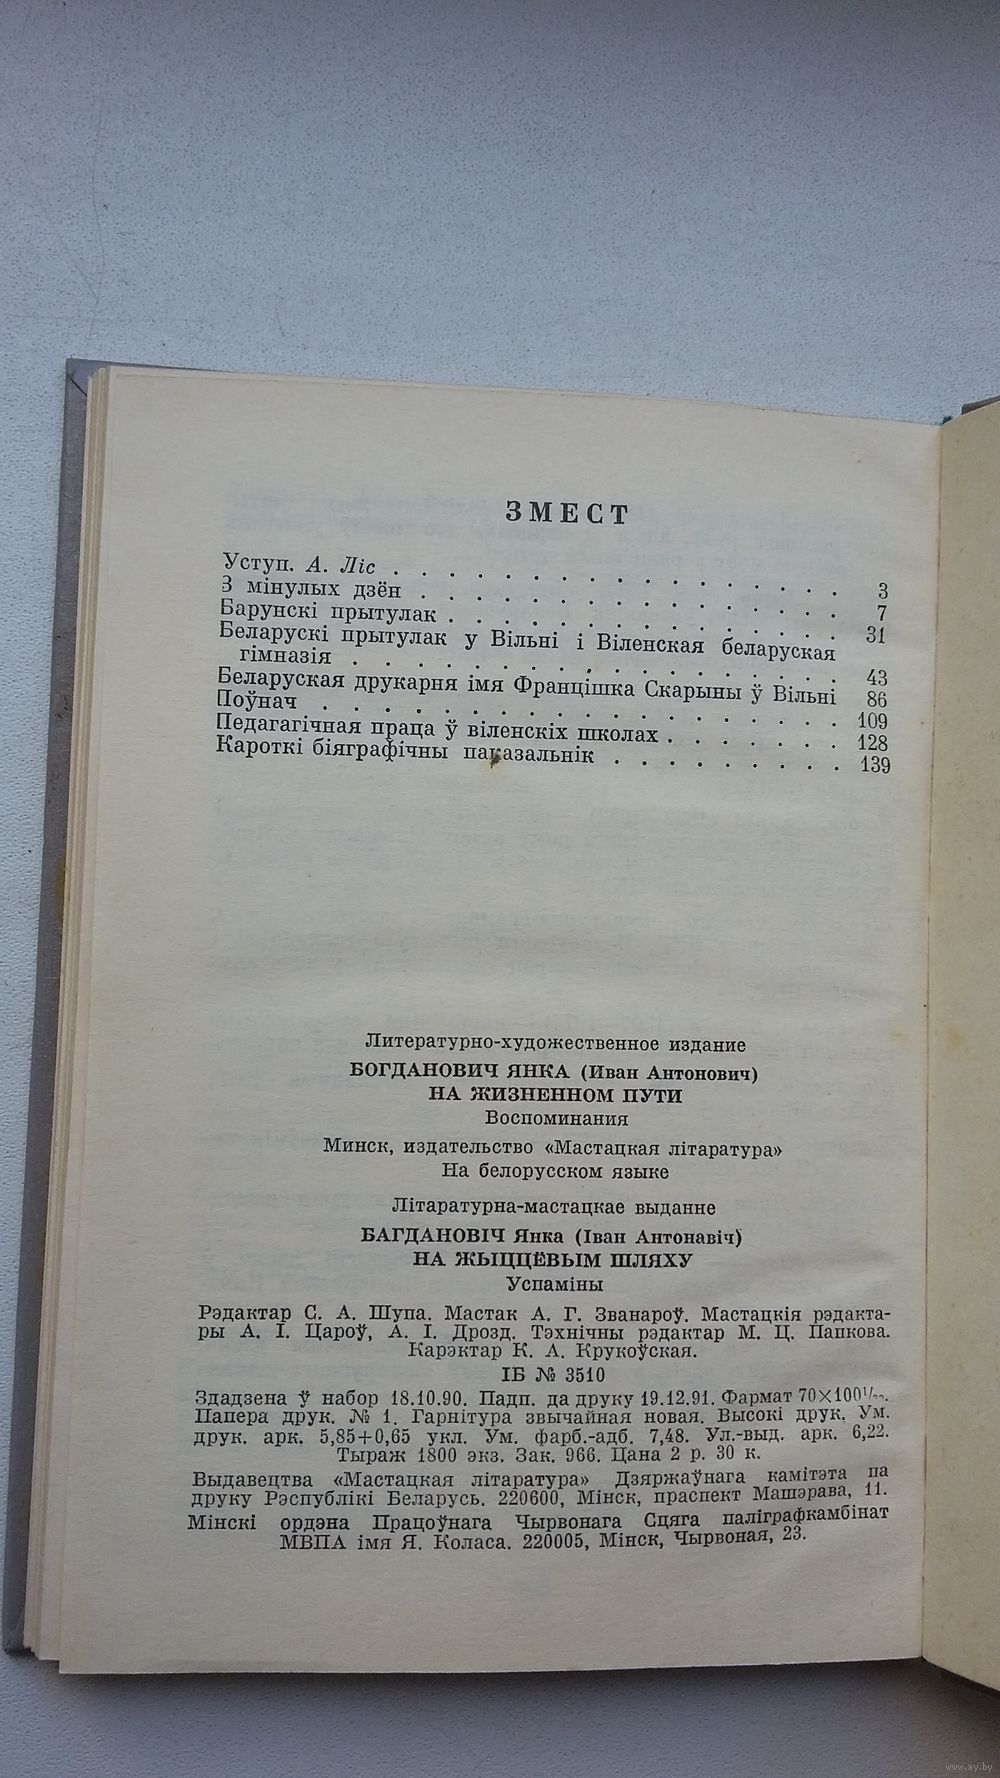 ЗМЕСТ
Уступ. А. Ліс . . . . . . . . . . . . . . . . 3
З мінулых дзён . . . . . . . . . . . . . . . 7
Барунскі прытулак . . . . . . . . . . . . . . 31
Беларускі прытулак у Вільні і Віленская беларуская
гімназія . . . . . . . . . . . . . . . . . . 43
Беларуская друкарня імя Францішка Скарыны ў Вільні 86
Поўнач . . . . . . . . . . . . . . . . . . . 109
Педагагічная праца ў віленскіх школах . . . . . . . 128
Кароткі біяграфічны паказальнік . . . . . . . . . 139
Литературно-художественное издание
БОГДАНОВИЧ ЯНКА (Иван Антонович)
НА ЖИЗНЕННОМ ПУТИ
Воспоминания
Минск, издательство «Мастацкая літаратура»
На белорусском языке
Літаратурна-мастацкае выданне
БАГДАНОВІЧ Янка (Іван Антонавіч)
НА ЖЫЦЦЁВЫМ ШЛЯХУ
Успаміны
Рэдактар С. А. Шупа. Мастак А. Г. Званароў. Мастацкія рэдакта-
ры А. І. Цароў, А. І. Дрозд. Тэхнічны рэдактар М. Ц. Папкова.
Карэктар К. А. Крукоўская.
ІБ № 3510
Здадзена ў набор 18.10.90. Падп. да друку 19.12.91. Фармат
Папера друк. № 1. Гарнітура звычайная новая. Высокі друк. Ум.
друк. арк. 5,85+0,65 укл. Ум. фарб.-адб. 7,48. Ул.-выд. арк. 6,22.
Тыраж 1800 экз. Зак. 966. Цана 2 р. 30 к.
Выдавецтва «Мастацкая літаратура» Дзяржаўнага камітэта па
друку Рэспублікі Беларусь. 220600, Мінск, праспект Машэрава, 11.
Мінскі ордэна Працоўнага Чырвонага Сцяга паліграфкамбінат
МВПА імя Я. Коласа. 220005, Мінск, Чырвоная, 23.
www.ay.by